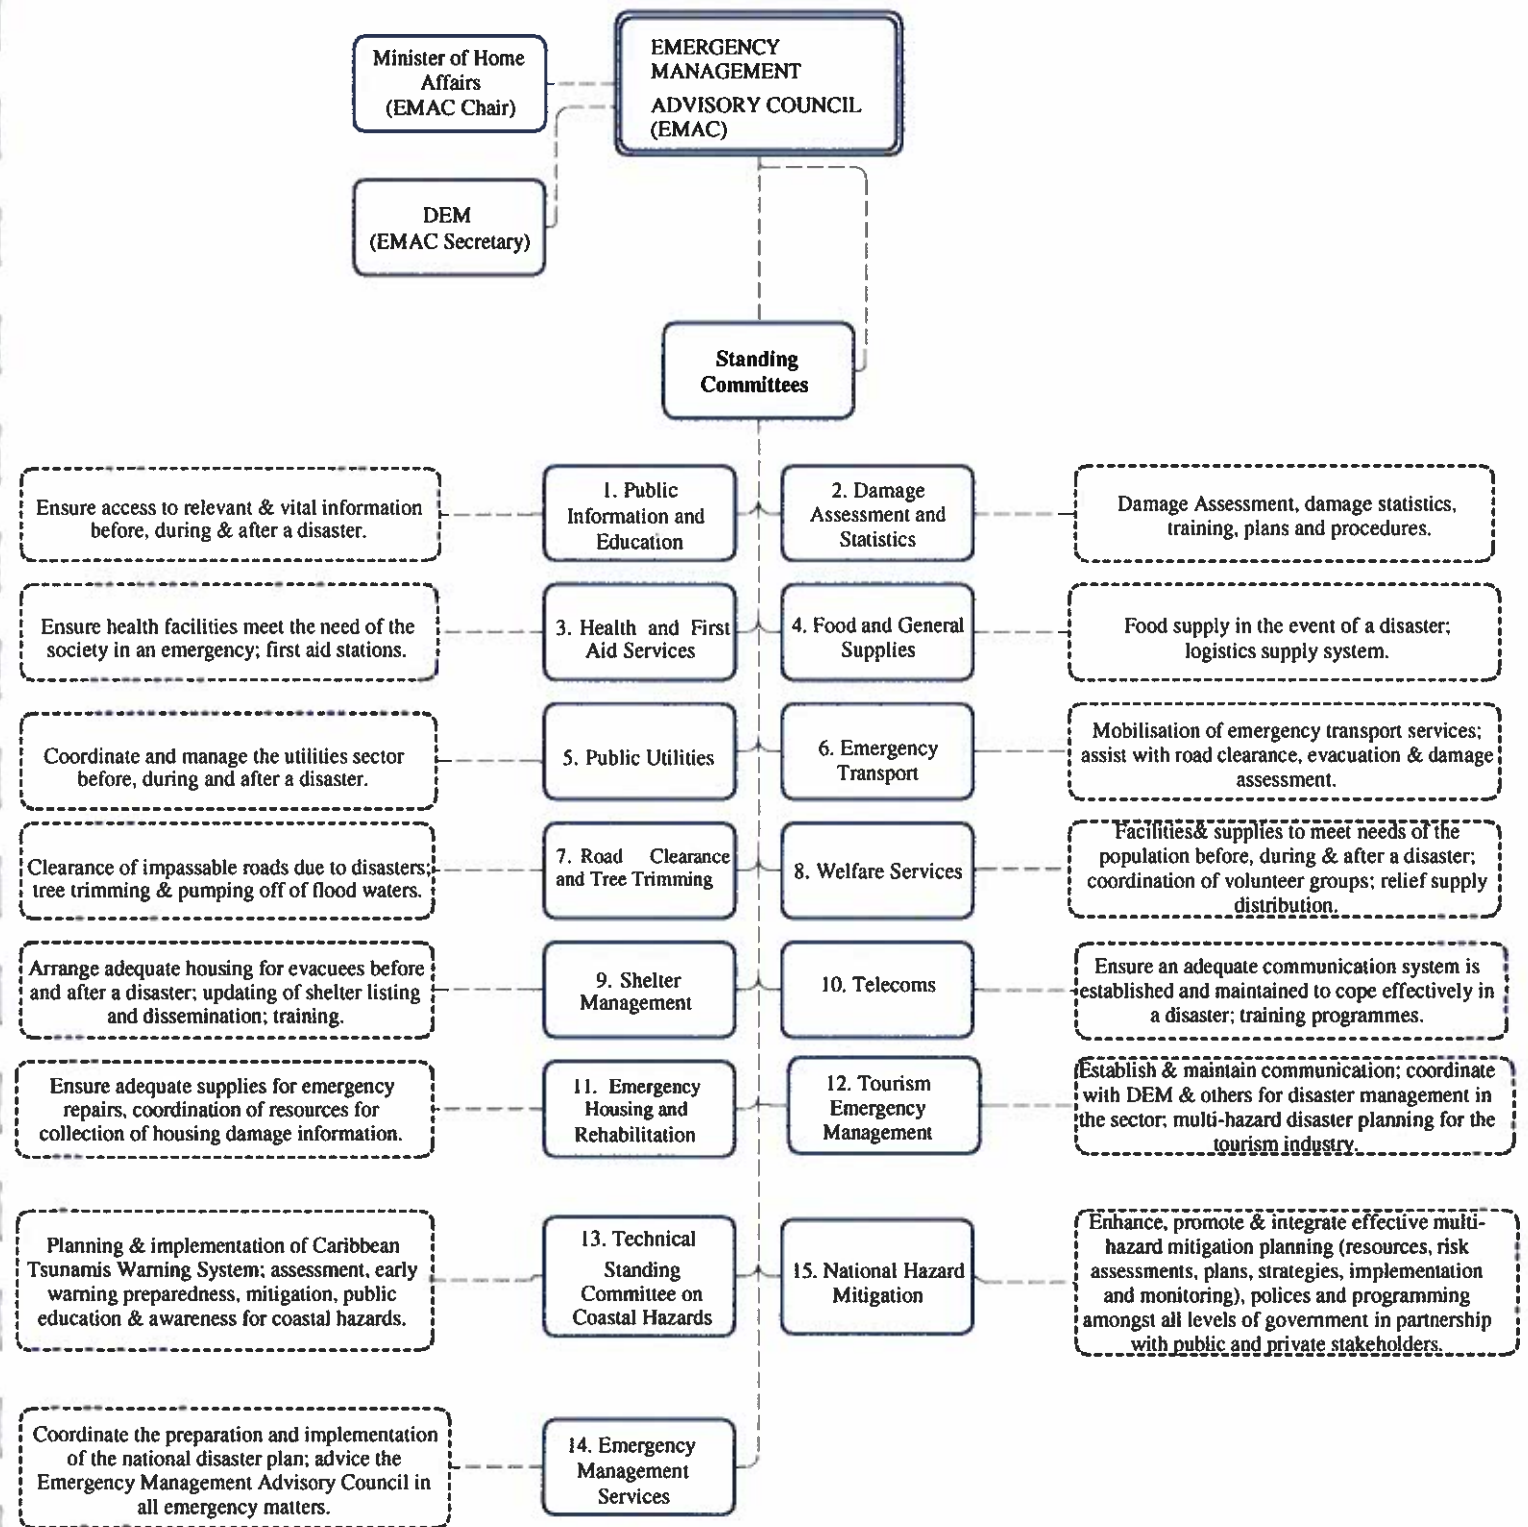 EMERGENCY
MANAGEMENT
ADVISORY COUNCIL
(EMAC)
Minister of Home
Affairs
(EMAC Chair)
DEM
(EMAC Secretary)
Standing
Committees
Ensure access to relevant & vital information
before, during & after a disaster.
1. Public
Information and
Education
2. Damage
Assessment and
Statistics
Damage Assessment, damage statistics,
training, plans and procedures.
Ensure health facilities meet the need of the
society in an emergency; first aid stations.
3. Health and First
Aid Services
4. Food and General
Supplies
Food supply in the event of a disaster;
logistics supply system.
Coordinate and manage the utilities sector
before, during and after a disaster.
5. Public Utilities
6. Emergency
Transport
Mobilisation of emergency transport services;
assist with road clearance, evacuation & damage
assessment.
Clearance of impassable roads due to disasters;
tree trimming & pumping off of flood waters.
7. Road Clearance
and Tree Trimming
8. Welfare Services
Facilities& supplies to meet needs of the
population before, during & after a disaster;
coordination of volunteer groups; relief supply
distribution.
Arrange adequate housing for evacuees before
and after a disaster; updating of shelter listing
and dissemination; training.
9. Shelter
Management
10. Telecoms
Ensure an adequate communication system is
established and maintained to cope effectively in
a disaster; training programmes.
Ensure adequate supplies for emergency
repairs, coordination of resources for
collection of housing damage information.
11. Emergency
Housing and
Rehabilitation
12. Tourism
Emergency
Management
Establish & maintain communication; coordinate
with DEM & others for disaster management in
the sector; multi-hazard disaster planning for the
tourism industry.
Planning & implementation of Caribbean
Tsunamis Warning System; assessment, early
warning preparedness, mitigation, public
education & awareness for coastal hazards.
13. Technical
Standing
Committee on
Coastal Hazards
15. National Hazard
Mitigation
Enhance, promote & integrate effective multi-
hazard mitigation planning (resources, risk
assessments, plans, strategies, implementation
and monitoring), polices and programming
amongst all levels of government in partnership
with public and private stakeholders.
Coordinate the preparation and implementation
of the national disaster plan; advice the
Emergency Management Advisory Council in
all emergency matters.
14. Emergency
Management
Services